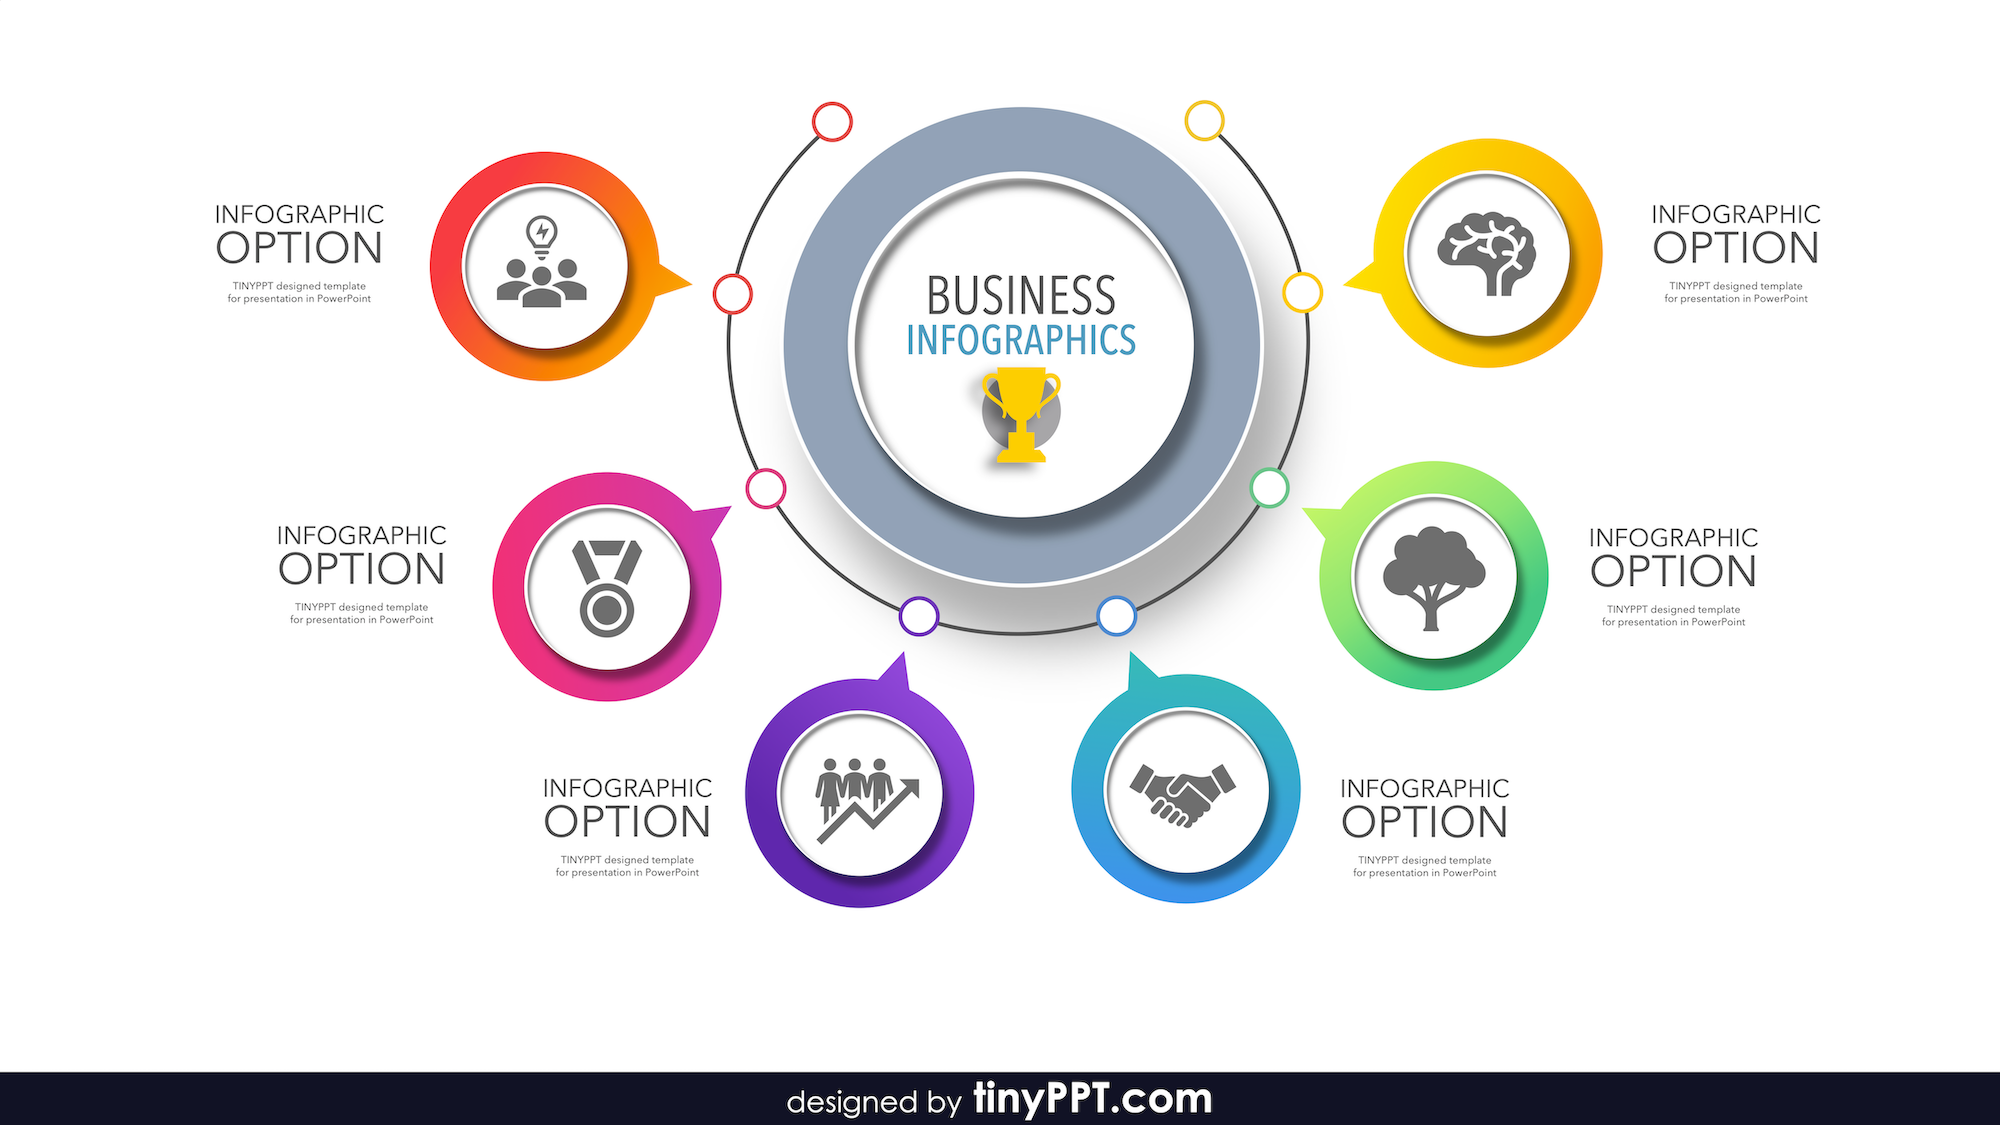 INFOGRAPHIC
OPTION
TINYPPT designed template
for presentation in PowerPoint
BUSINESS
INFOGRAPHICS
INFOGRAPHIC
OPTION
TINYPPT designed template
for presentation in PowerPoint
INFOGRAPHIC
OPTION
TINYPPT designed template
for presentation in PowerPoint
INFOGRAPHIC
OPTION
TINYPPT designed template
for presentation in PowerPoint
INFOGRAPHIC
OPTION
TINYPPT designed template
for presentation in PowerPoint
INFOGRAPHIC
OPTION
TINYPPT designed template
for presentation in PowerPoint
designed by tinyPPT.com